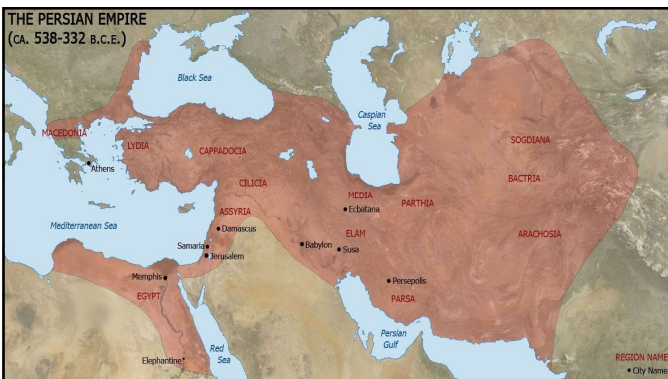 THE PERSIAN EMPIRE
(CA. 538-332 B.C.E.)
Black Sea
Caspian
Sea
MACEDONIA
LYDIA
CAPPADOCIA
SOGDIANA
Athens
CILICIA
BACTRIA
MEDIA
PARTHIA
Ecbatana
ASSYRIA
Mediterranean Sea
Damascus
ELAM
ARACHOSIA
Samaria
Babylon
Susa
Jerusalem
Memphis
Persepolis
EGYPT
PARSA
Persian
Gulf
Red
Sea
Elephantine
REGION NAME
City Name